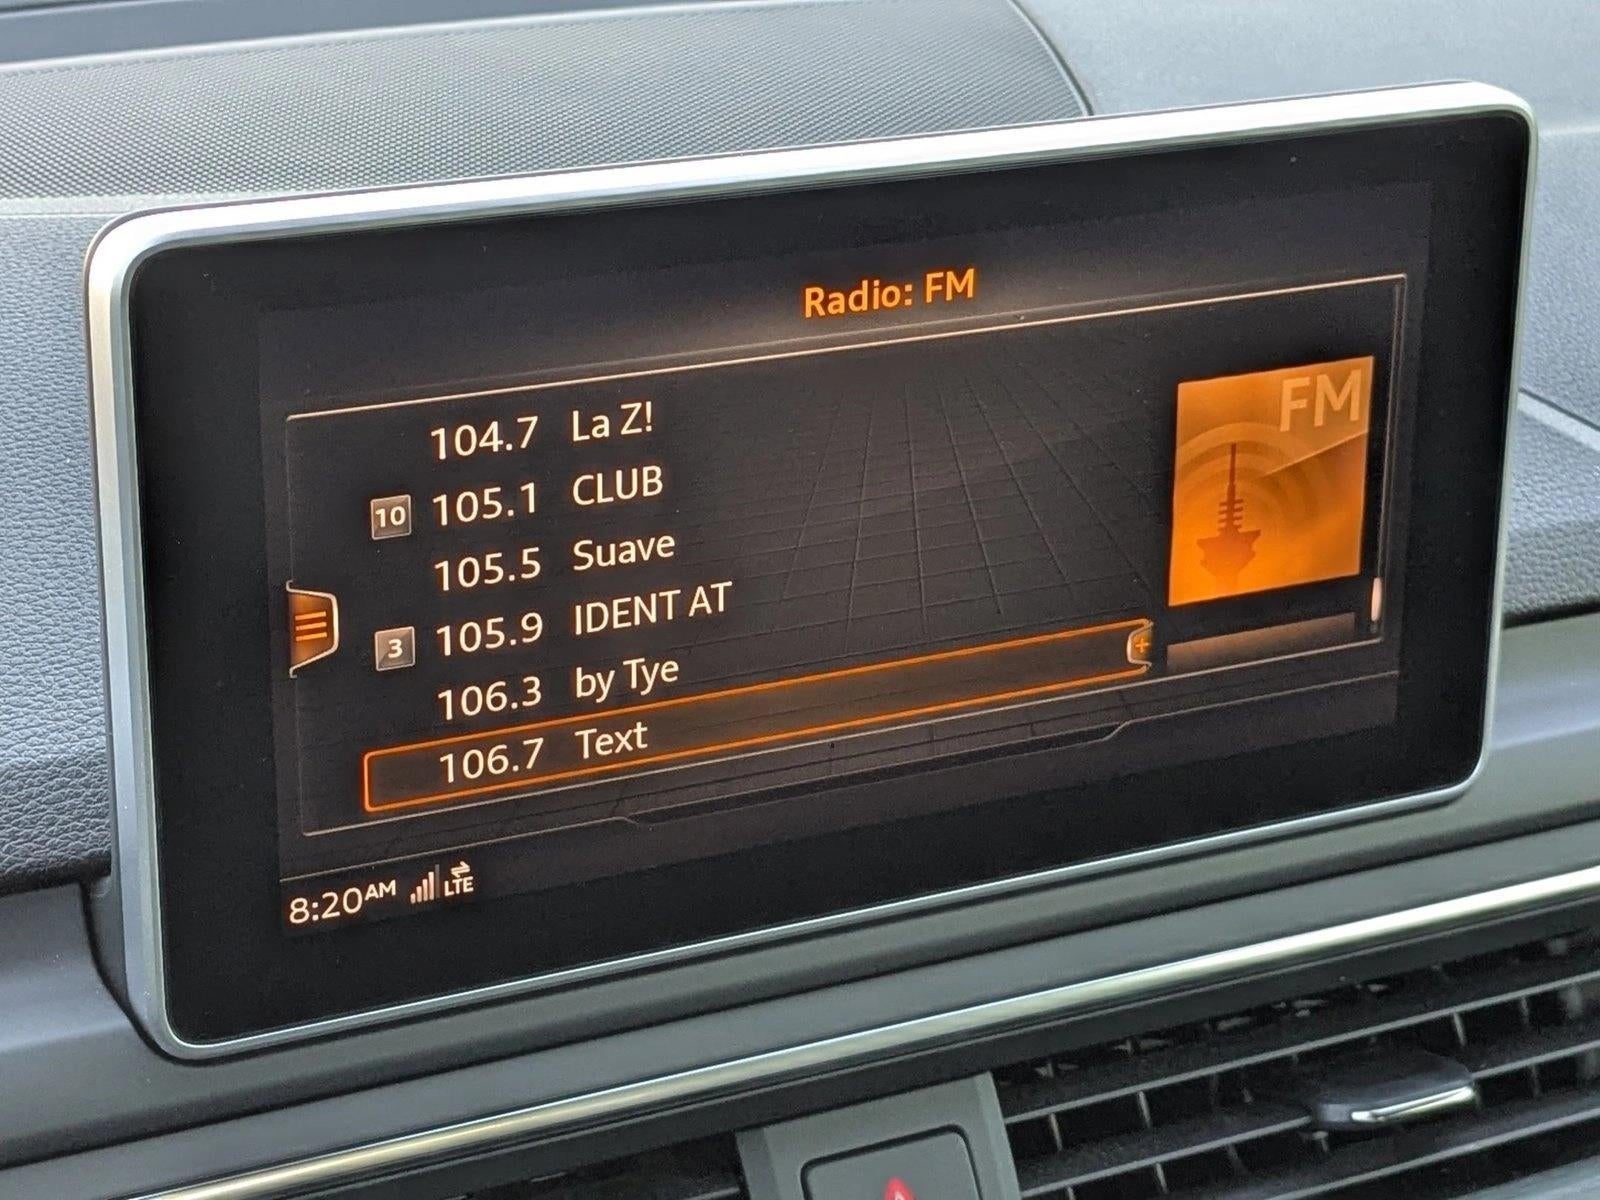 Radio: FM
FM
104.7 La Z!
10 105.1 CLUB
105.5 Suave
3 105.9 IDENT AT
106.3 by Tye
106.7 Text
8:20AM LTE